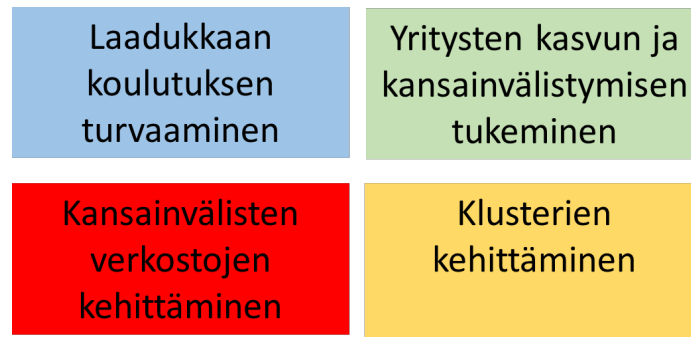 Laadukkaan
koulutuksen
turvaaminen
Yritysten kasvun ja
kansainvälistymisen
tukeminen
Kansainvälisten
verkostojen
kehittäminen
Klusterien
kehittäminen